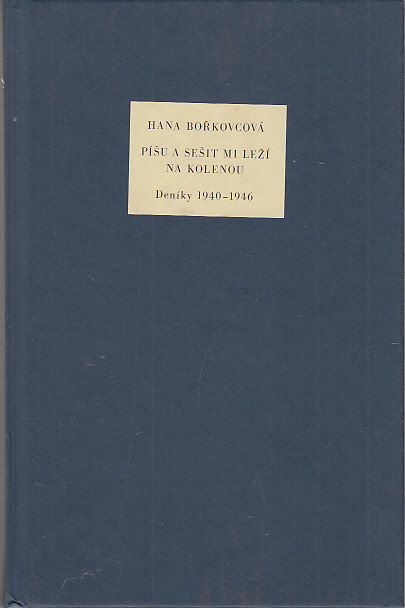 HANA BOŘKOVCOVÁ
PÍŠU A SEŠIT MI LEŽÍ
NA KOLENOU
Deníky 1940–1946